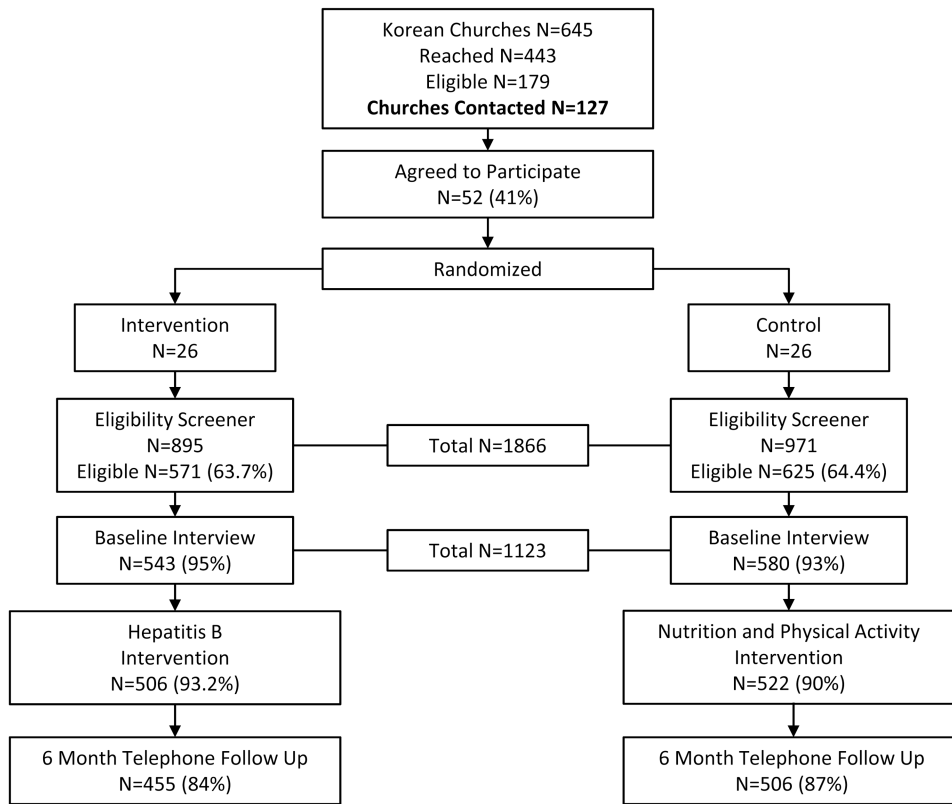 Korean Churches N=645
Reached N=443
Eligible N=179
Churches Contacted N=127
Agreed to Participate
N=52 (41%)
Randomized
Intervention
N=26
Control
N=26
Eligibility Screener
N=895
Eligible N=571 (63.7%)
Total N=1866
Eligibility Screener
N=971
Eligible N=625 (64.4%)
Baseline Interview
N=543 (95%)
Total N=1123
Baseline Interview
N=580 (93%)
Hepatitis B
Intervention
N=506 (93.2%)
Nutrition and Physical Activity
Intervention
N=522 (90%)
6 Month Telephone Follow Up
N=455 (84%)
6 Month Telephone Follow Up
N=506 (87%)